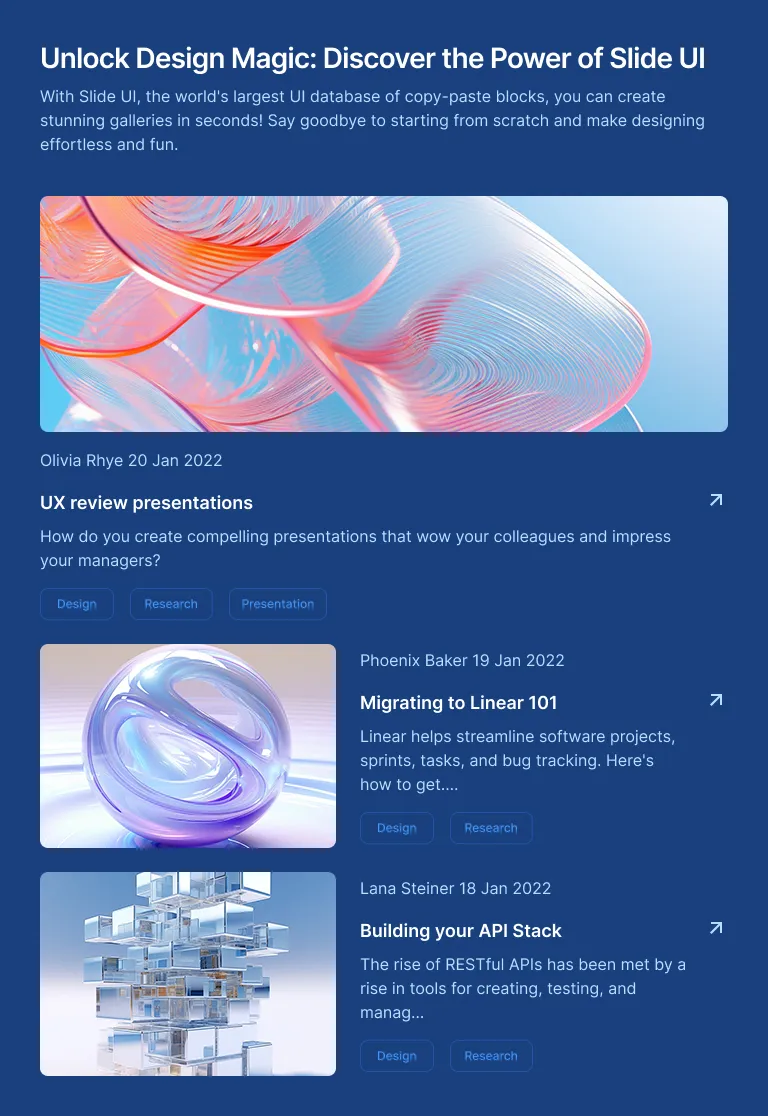 Unlock Design Magic: Discover the Power of Slide UI
With Slide UI, the world's largest UI database of copy-paste blocks, you can create
stunning galleries in seconds! Say goodbye to starting from scratch and make designing
effortless and fun.
Olivia Rhye 20 Jan 2022
UX review presentations
How do you create compelling presentations that wow your colleagues and impress
your managers?
Design Research Presentation
Phoenix Baker 19 Jan 2022
Migrating to Linear 101
Linear helps streamline software projects,
sprints, tasks, and bug tracking. Here's
how to get....
Design Research
Lana Steiner 18 Jan 2022
Building your API Stack
The rise of RESTful APIs has been met by a
rise in tools for creating, testing, and
manag...
Design Research